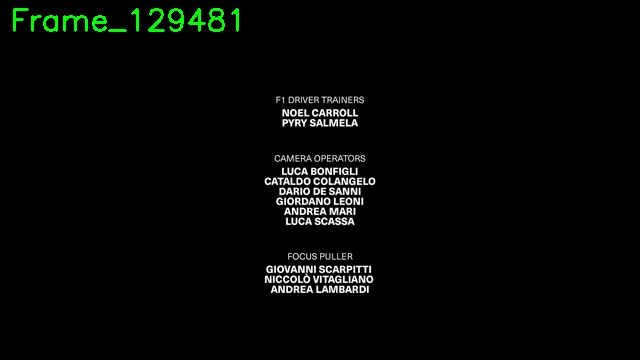 Frame_129481
F1 DRIVER TRAINERS
NOEL CARROLL
PYRY SALMELA
CAMERA OPERATORS
LUCA BONFIGLI
CATALDO COLANGELO
DARIO DE SANNI
GIORDANO LEONI
ANDREA MARI
LUCA SCASSA
FOCUS PULLER
GIOVANNI SCARPITTI
NICCOLÒ VITAGLIANO
ANDREA LAMBARDI